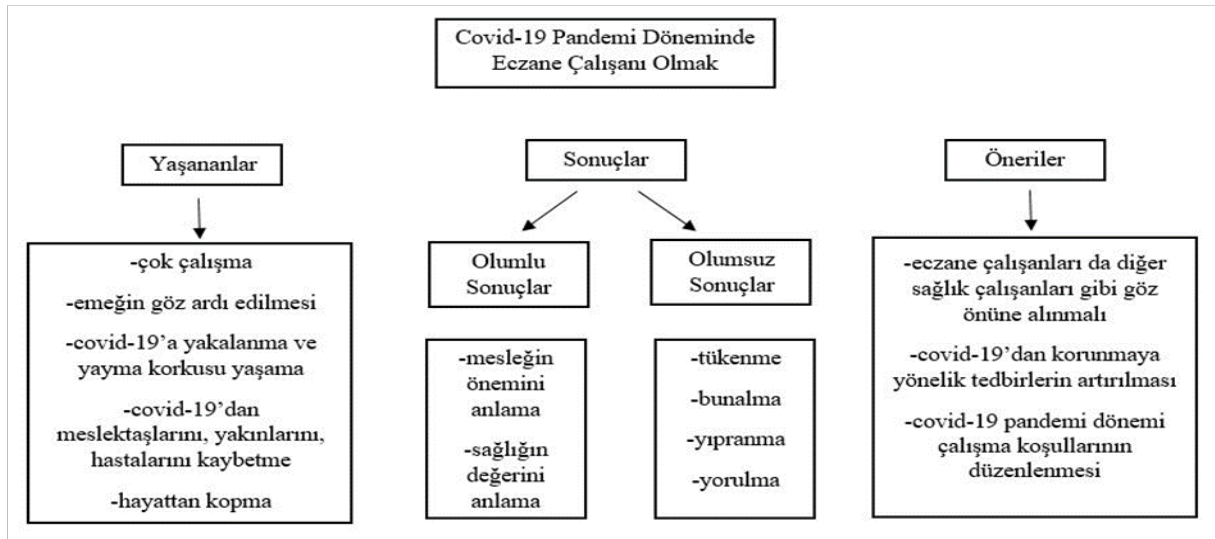 Covid-19 Pandemi Döneminde
Eczane Çalışanı Olmak
Yaşananlar
-çok çalışma
-emeğin göz ardı edilmesi
-covid-19’a yakalanma ve
yayma korkusu yaşama
-covid-19’dan
meslektaşlarını, yakınlarını,
hastalarını kaybetme
-hayattan kopma
Sonuçlar
Olumlu
Sonuçlar
-mesleğin
önemini
anlama
-sağlığın
değerini
anlama
Olumsuz
Sonuçlar
-tükenme
-bunalma
-yıpranma
-yorulma
Öneriler
-eczane çalışanları da diğer
sağlık çalışanları gibi göz
önüne alınmalı
-covid-19’dan korunmaya
yönelik tedbirlerin artırılması
-covid-19 pandemi dönemi
çalışma koşullarının
düzenlenmesi